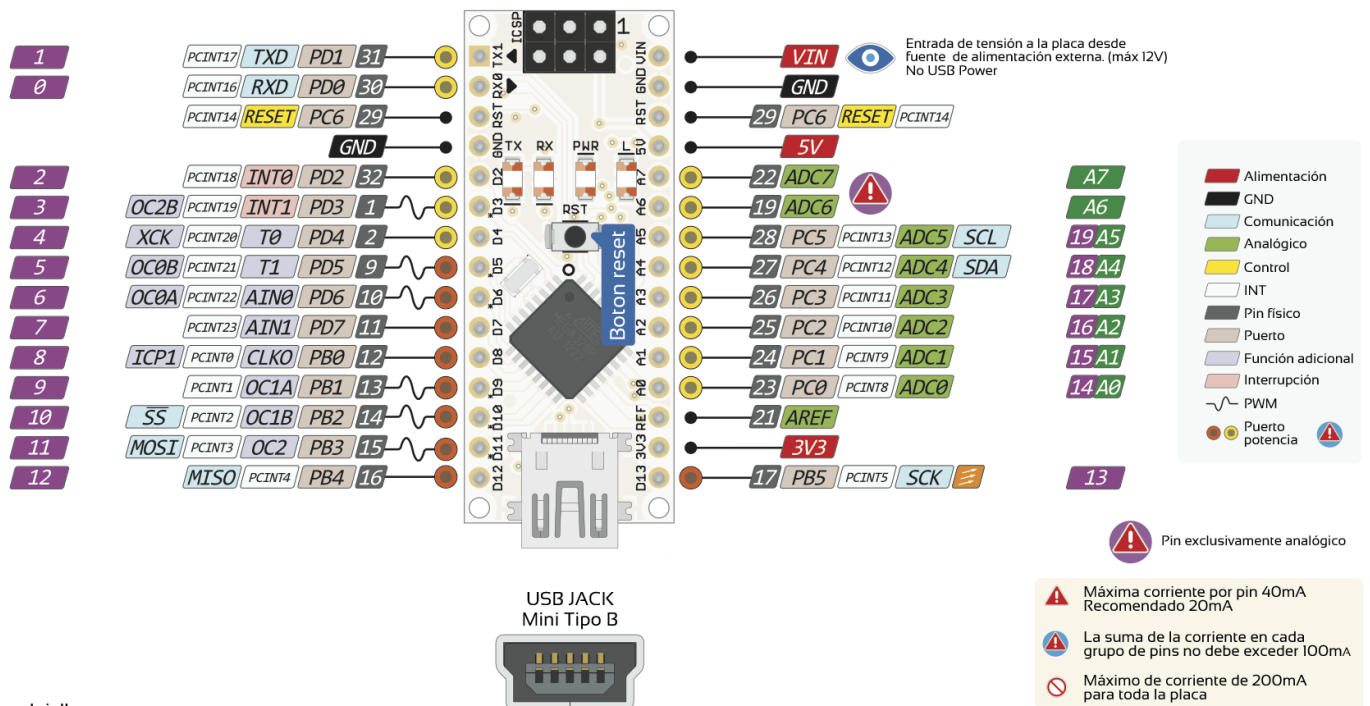 ICSP
1
1 PCINT17 TXD PD1 31 TX1 VIN VIN
Entrada de tensión a la placa desde
fuente de alimentación externa. (máx 12V)
No USB Power
0 PCINT16 RXD PD0 30 RX0 GND GND
PCINT14 RESET PC6 29 RST RST 29 PC6 RESET PCINT14
GND GND 5V 5V
TX RX PWR L
2 PCINT18 INT0 PD2 32 D2 A7 22 ADC7 A7
3 OC2B PCINT19 INT1 PD3 1 D3 A6 19 ADC6 A6
RST
4 XCK PCINT20 T0 PD4 2 D4 A5 28 PC5 PCINT13 ADC5 SCL 19 A5
5 OC0B PCINT21 T1 PD5 9 D5 A4 27 PC4 PCINT12 ADC4 SDA 18 A4
6 OC0A PCINT22 AIN0 PD6 10 D6 A3 26 PC3 PCINT11 ADC3 17 A3
7 PCINT23 AIN1 PD7 11 D7 A2 25 PC2 PCINT10 ADC2 16 A2
8 ICP1 PCINT0 CLKO PB0 12 D8 A1 24 PC1 PCINT9 ADC1 15 A1
9 PCINT1 OC1A PB1 13 D9 A0 23 PC0 PCINT8 ADC0 14 A0
10 SS PCINT2 OC1B PB2 14 D10 REF 21 AREF
11 MOSI PCINT3 OC2 PB3 15 D11 3V3 3V3
12 MISO PCINT4 PB4 16 D12 D13 17 PB5 PCINT5 SCK 13
Boton reset
Alimentación
GND
Comunicación
Analógico
Control
INT
Pin físico
Puerto
Función adicional
Interrupción
PWM
Puerto
potencia
Pin exclusivamente analógico
USB JACK
Mini Tipo B
Máxima corriente por pin 40mA
Recomendado 20mA
La suma de la corriente en cada
grupo de pins no debe exceder 100mA
Máximo de corriente de 200mA
para toda la placa